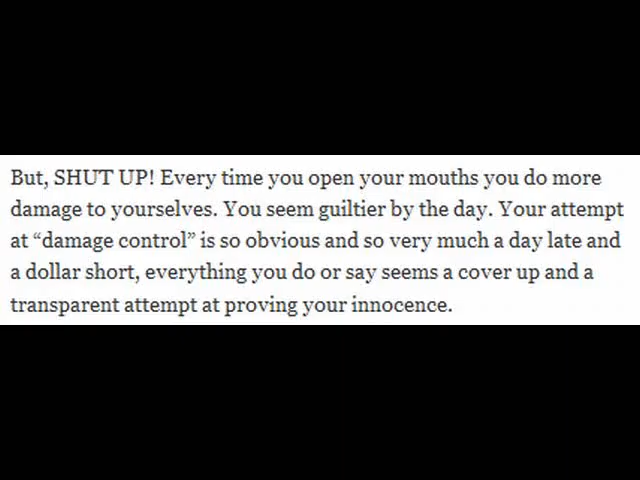 But, SHUT UP! Every time you open your mouths you do more
damage to yourselves. You seem guiltier by the day. Your attempt
at “damage control” is so obvious and so very much a day late and
a dollar short, everything you do or say seems a cover up and a
transparent attempt at proving your innocence.